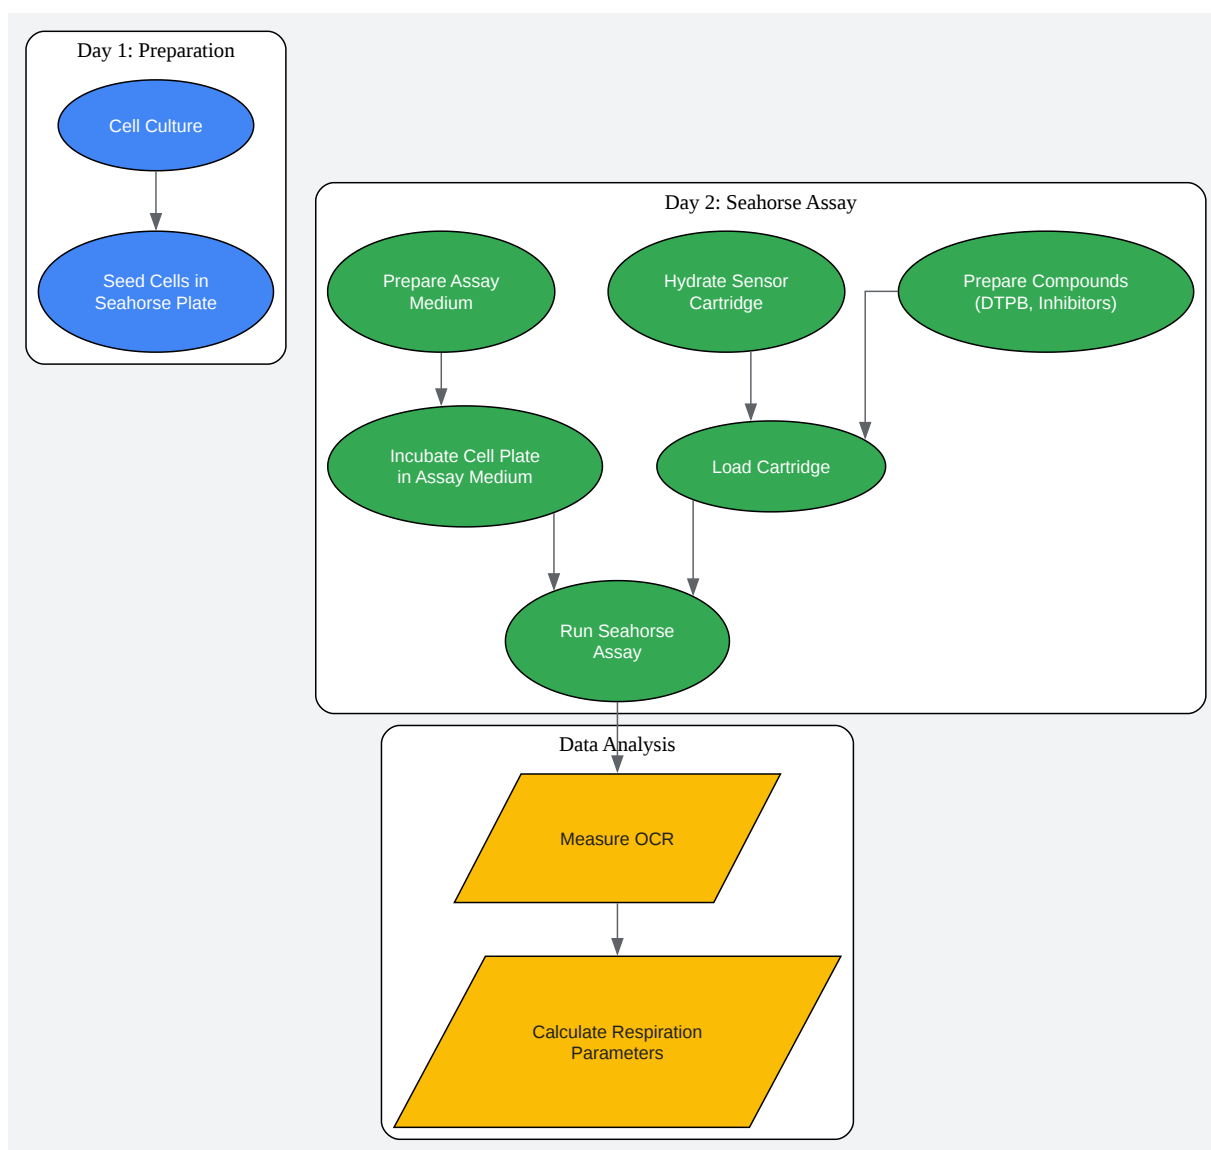 Day 1: Preparation
Cell Culture
Seed Cells in
Seahorse Plate
Day 2: Seahorse Assay
Prepare Assay
Medium
Hydrate Sensor
Cartridge
Prepare Compounds
(DTPB, Inhibitors)
Incubate Cell Plate
in Assay Medium
Load Cartridge
Run Seahorse
Assay
Data Analysis
Measure OCR
Calculate Respiration
Parameters